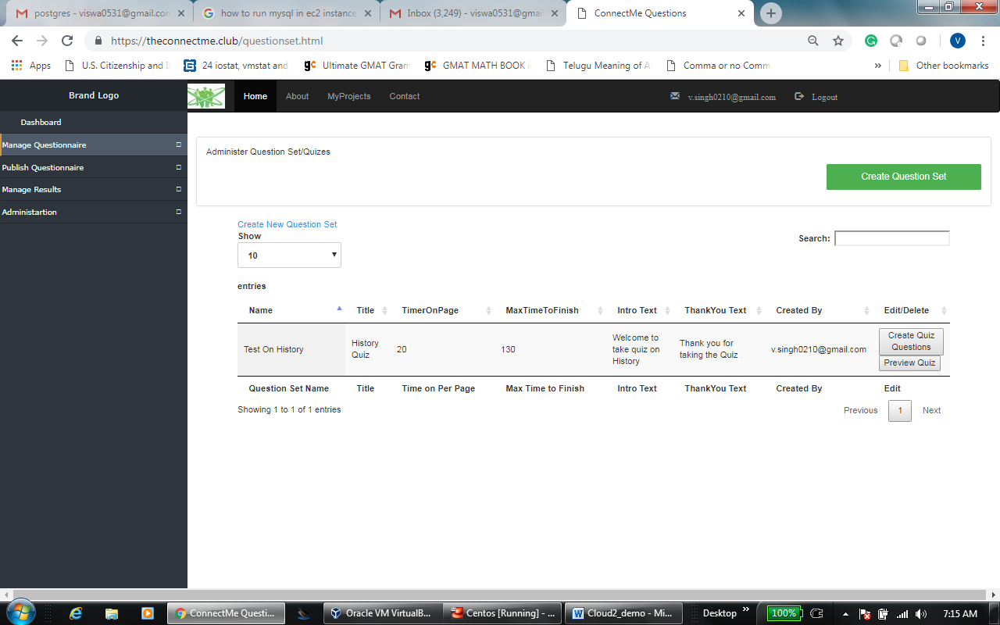 postgres - viswa0531@gmail.com
how to run mysql in ec2 instance
Inbox (3,249) - viswa0531@gmai
ConnectMe Questions
https://theconnectme.club/questionset.html
V
Apps
U.S. Citizenship and I
24 iostat, vmstat and
Ultimate GMAT Gram
GMAT MATH BOOK i
Telugu Meaning of A
Comma or no Comm
»
Other bookmarks
Brand Logo
Home
About
MyProjects
Contact
v.singh0210@gmail.com
Logout
Dashboard
Manage Questionnaire
Publish Questionnaire
Manage Results
Administartion
Administer Question Set/Quizes
Create Question Set
Create New Question Set
Show
10
entries
Search:
Name Title TimerOnPage MaxTimeToFinish Intro Text ThankYou Text Created By Edit/Delete
Test On History
History
Quiz
20
130
Welcome to
take quiz on
History
Thank you for
taking the Quiz
v.singh0210@gmail.com
Create Quiz
Questions
Preview Quiz
Question Set Name Title Time on Per Page Max Time to Finish Intro Text ThankYou Text Created By Edit
Showing 1 to 1 of 1 entries
Previous 1 Next
ConnectMe Questi...
Oracle VM VirtualB...
Centos [Running] - ...
Cloud2_demo - Mi...
Desktop
»
100%
7:15 AM